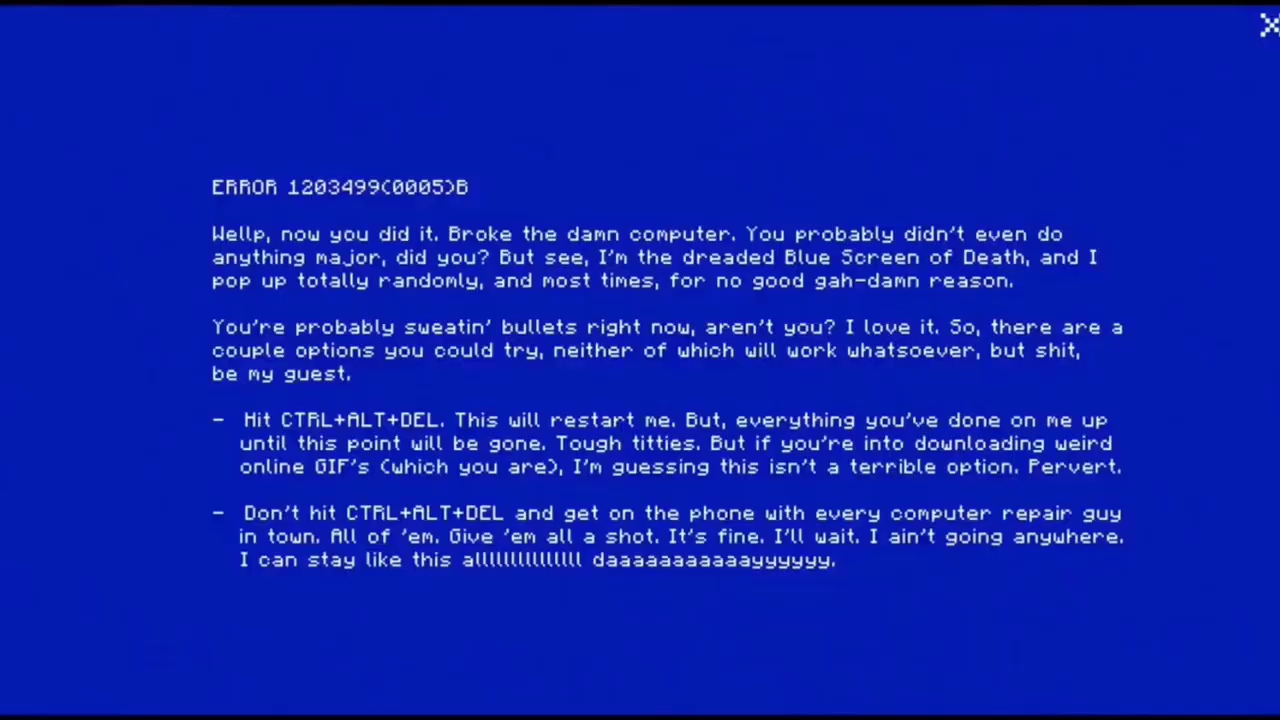 X
ERROR 1203499(0005)B
Wellp, now you did it. Broke the damn computer. You probably didn't even do
anything major, did you? But see, I'm the dreaded Blue Screen of Death, and I
pop up totally randomly, and most times, for no good gah-damn reason.
You're probably sweatin' bullets right now, aren't you? I love it. So, there are a
couple options you could try, neither of which will work whatsoever, but shit,
be my guest.
- Hit CTRL+ALT+DEL. This will restart me. But, everything you've done on me up
until this point will be gone. Tough titties. But if you're into downloading weird
online GIF's (which you are), I'm guessing this isn't a terrible option. Pervert.
- Don't hit CTRL+ALT+DEL and get on the phone with every computer repair guy
in town. All of 'em. Give 'em all a shot. It's fine. I'll wait. I ain't going anywhere.
I can stay like this alllllllllllllll daaaaaaaaaaayyyyyy.